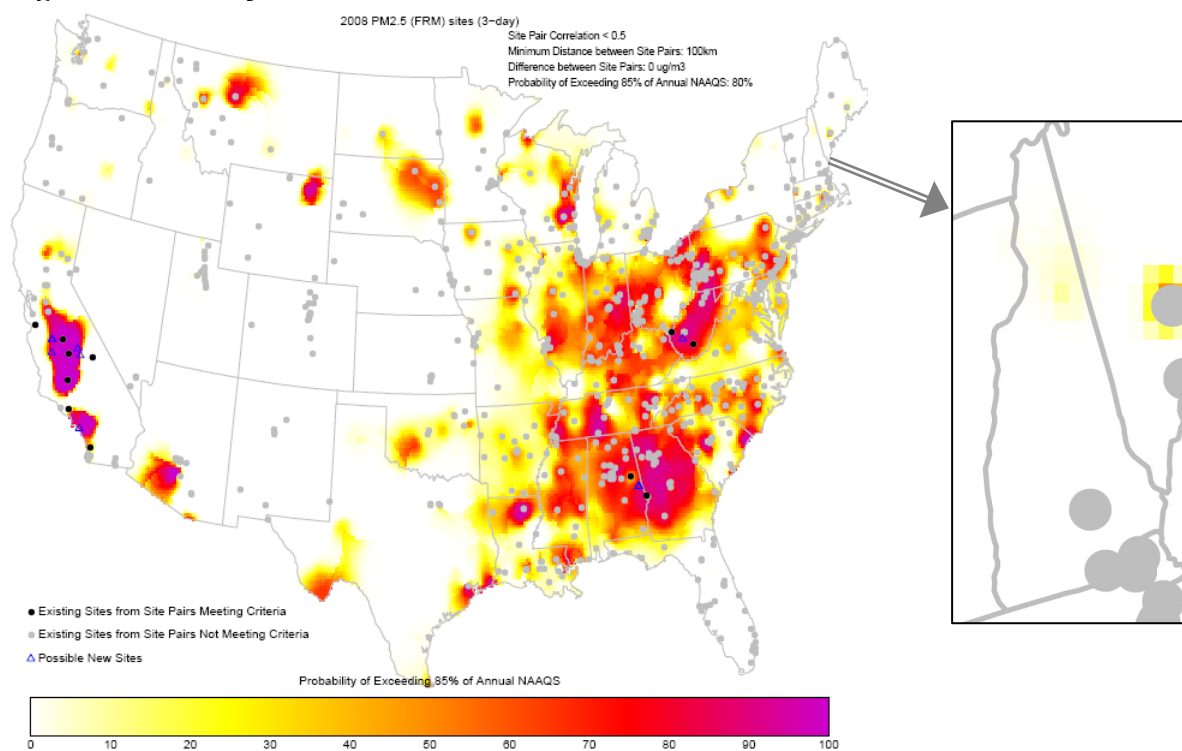 2008 PM2.5 (FRM) sites (3−day)
Site Pair Correlation < 0.5
Minimum Distance between Site Pairs: 100km
Difference between Site Pairs: 0 ug/m3
Probability of Exceeding 85% of Annual NAAQS: 80%
Existing Sites from Site Pairs Meeting Criteria
Existing Sites from Site Pairs Not Meeting Criteria
Possible New Sites
Probability of Exceeding 85% of Annual NAAQS
0 10 20 30 40 50 60 70 80 90 100